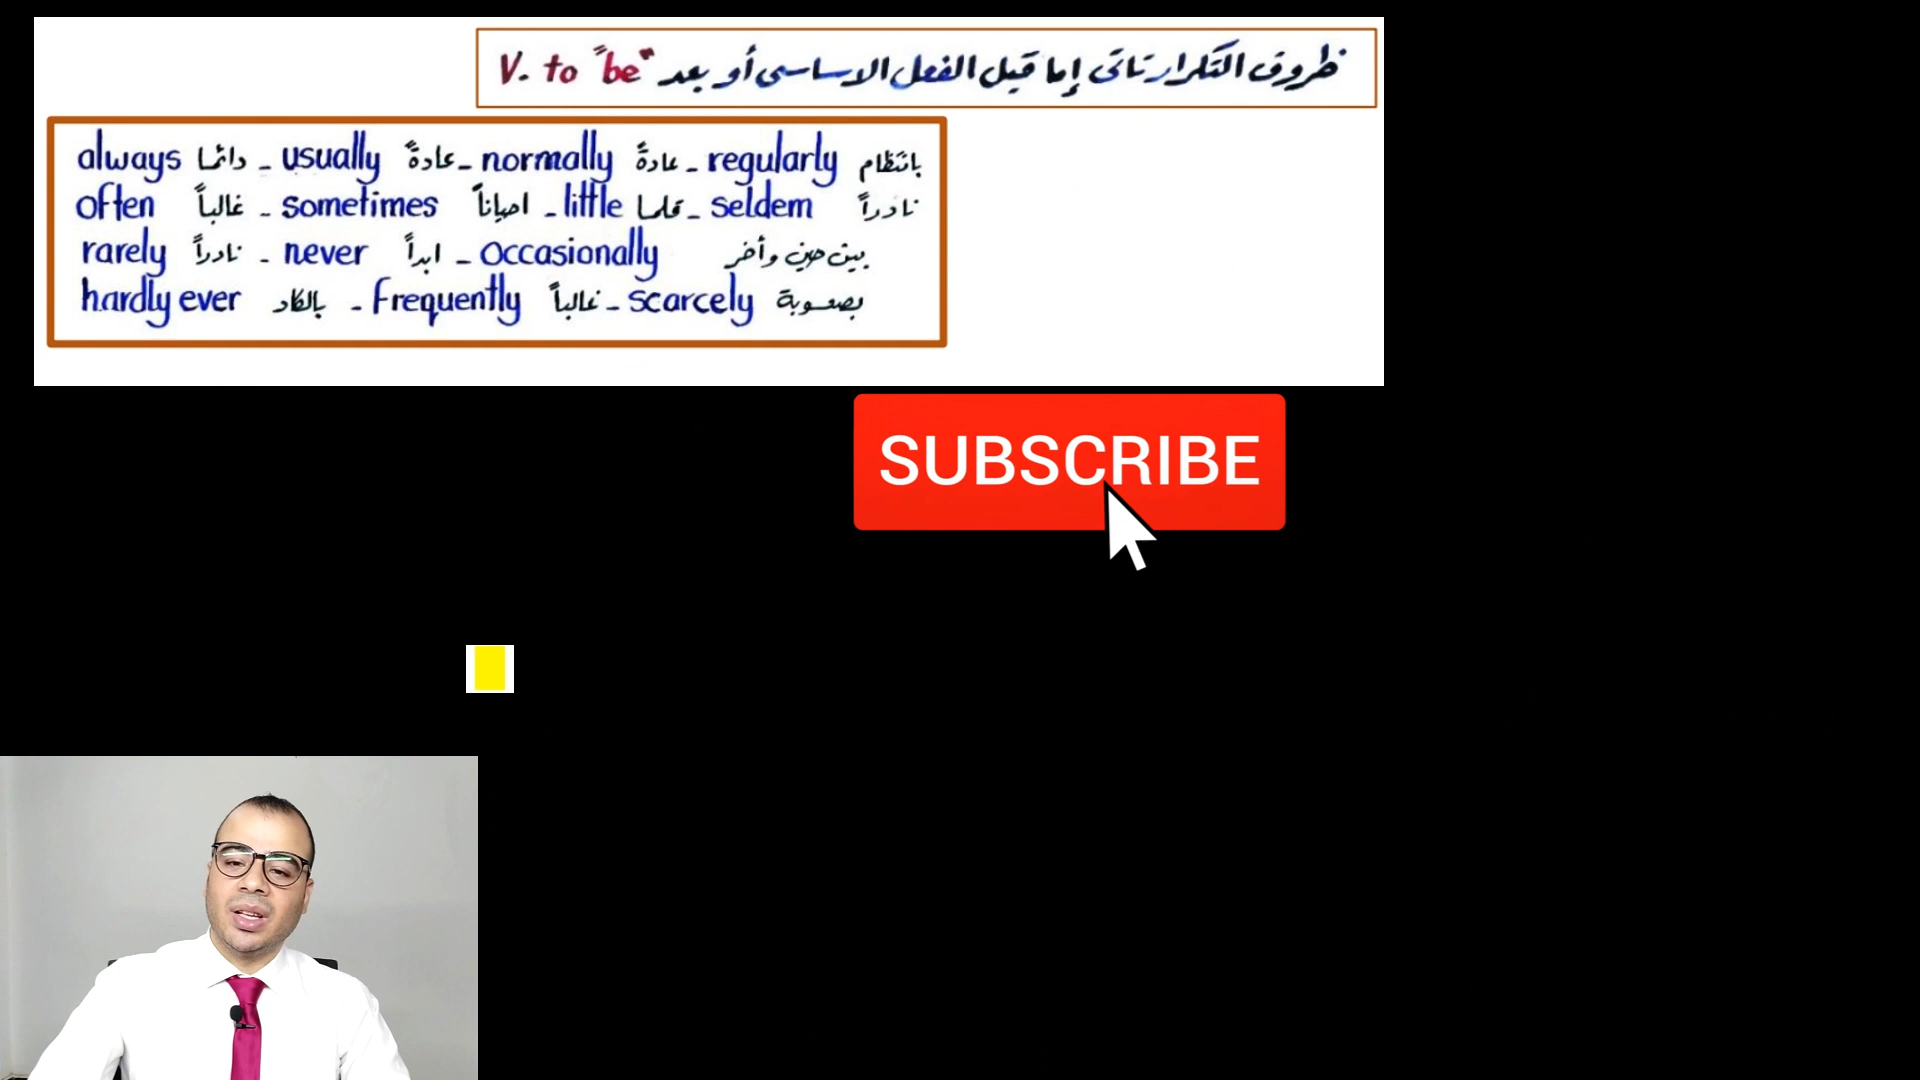 ظروف التكرار تأتى إما قبل الفعل الاساسى أو بعد V. to "be"
always دائما - usually عادةً - normally عادةً - regularly بانتظام
often غالباً - sometimes احياناً - little قلما - seldem نادراً
rarely نادراً - never ابداً - occasionally بين حين وأخر
hardly ever بالكاد - frequently غالباً - scarcely بصعوبة
SUBSCRIBE